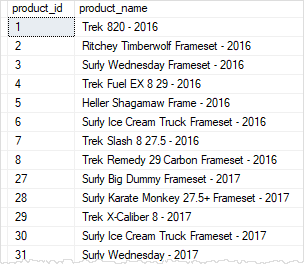 product_id product_name
1 Trek 820 - 2016
2 Ritchey Timberwolf Frameset - 2016
3 Surly Wednesday Frameset - 2016
4 Trek Fuel EX 8 29 - 2016
5 Heller Shagamaw Frame - 2016
6 Surly Ice Cream Truck Frameset - 2016
7 Trek Slash 8 27.5 - 2016
8 Trek Remedy 29 Carbon Frameset - 2016
27 Surly Big Dummy Frameset - 2017
28 Surly Karate Monkey 27.5+ Frameset - 2017
29 Trek X-Caliber 8 - 2017
30 Surly Ice Cream Truck Frameset - 2017
31 Surly Wednesday - 2017